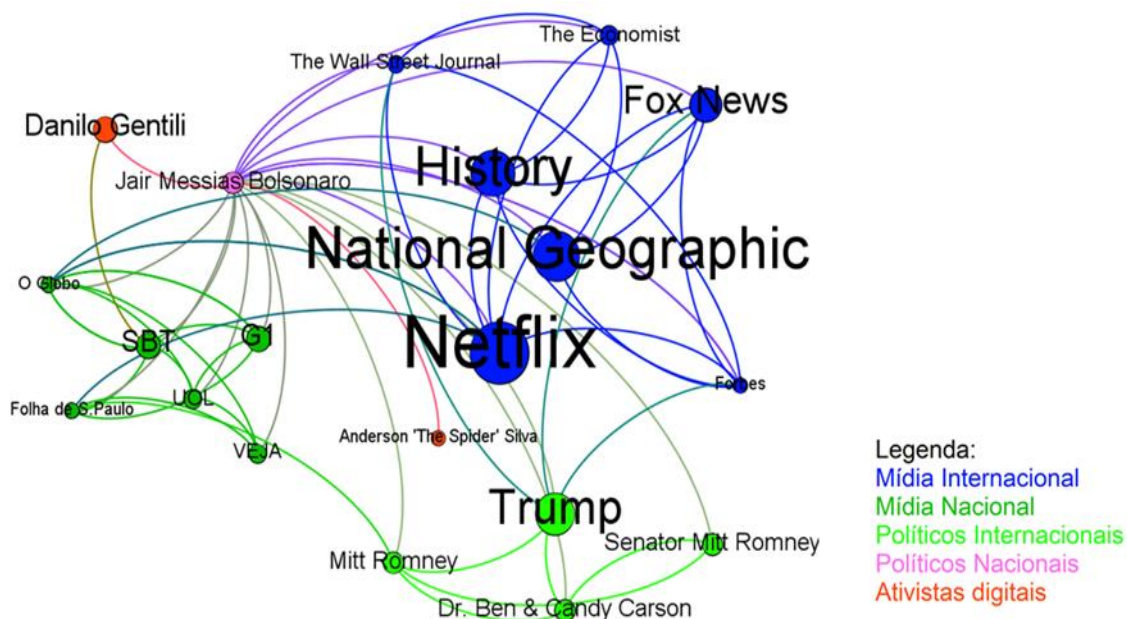 The Economist
The Wall Street Journal
Fox News
Danilo Gentili
History
Jair Messias Bolsonaro
National Geographic
O Globo
SBT
G1
Netflix
Forbes
Folha de S.Paulo
UOL
Anderson 'The Spider' Silva
VEJA
Trump
Mitt Romney
Senator Mitt Romney
Dr. Ben & Candy Carson
Legenda:
Mídia Internacional
Mídia Nacional
Políticos Internacionais
Políticos Nacionais
Ativistas digitais